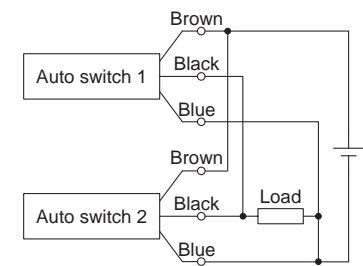 Brown
Auto switch 1
Black
Blue
Brown
Auto switch 2
Black
Load
Blue